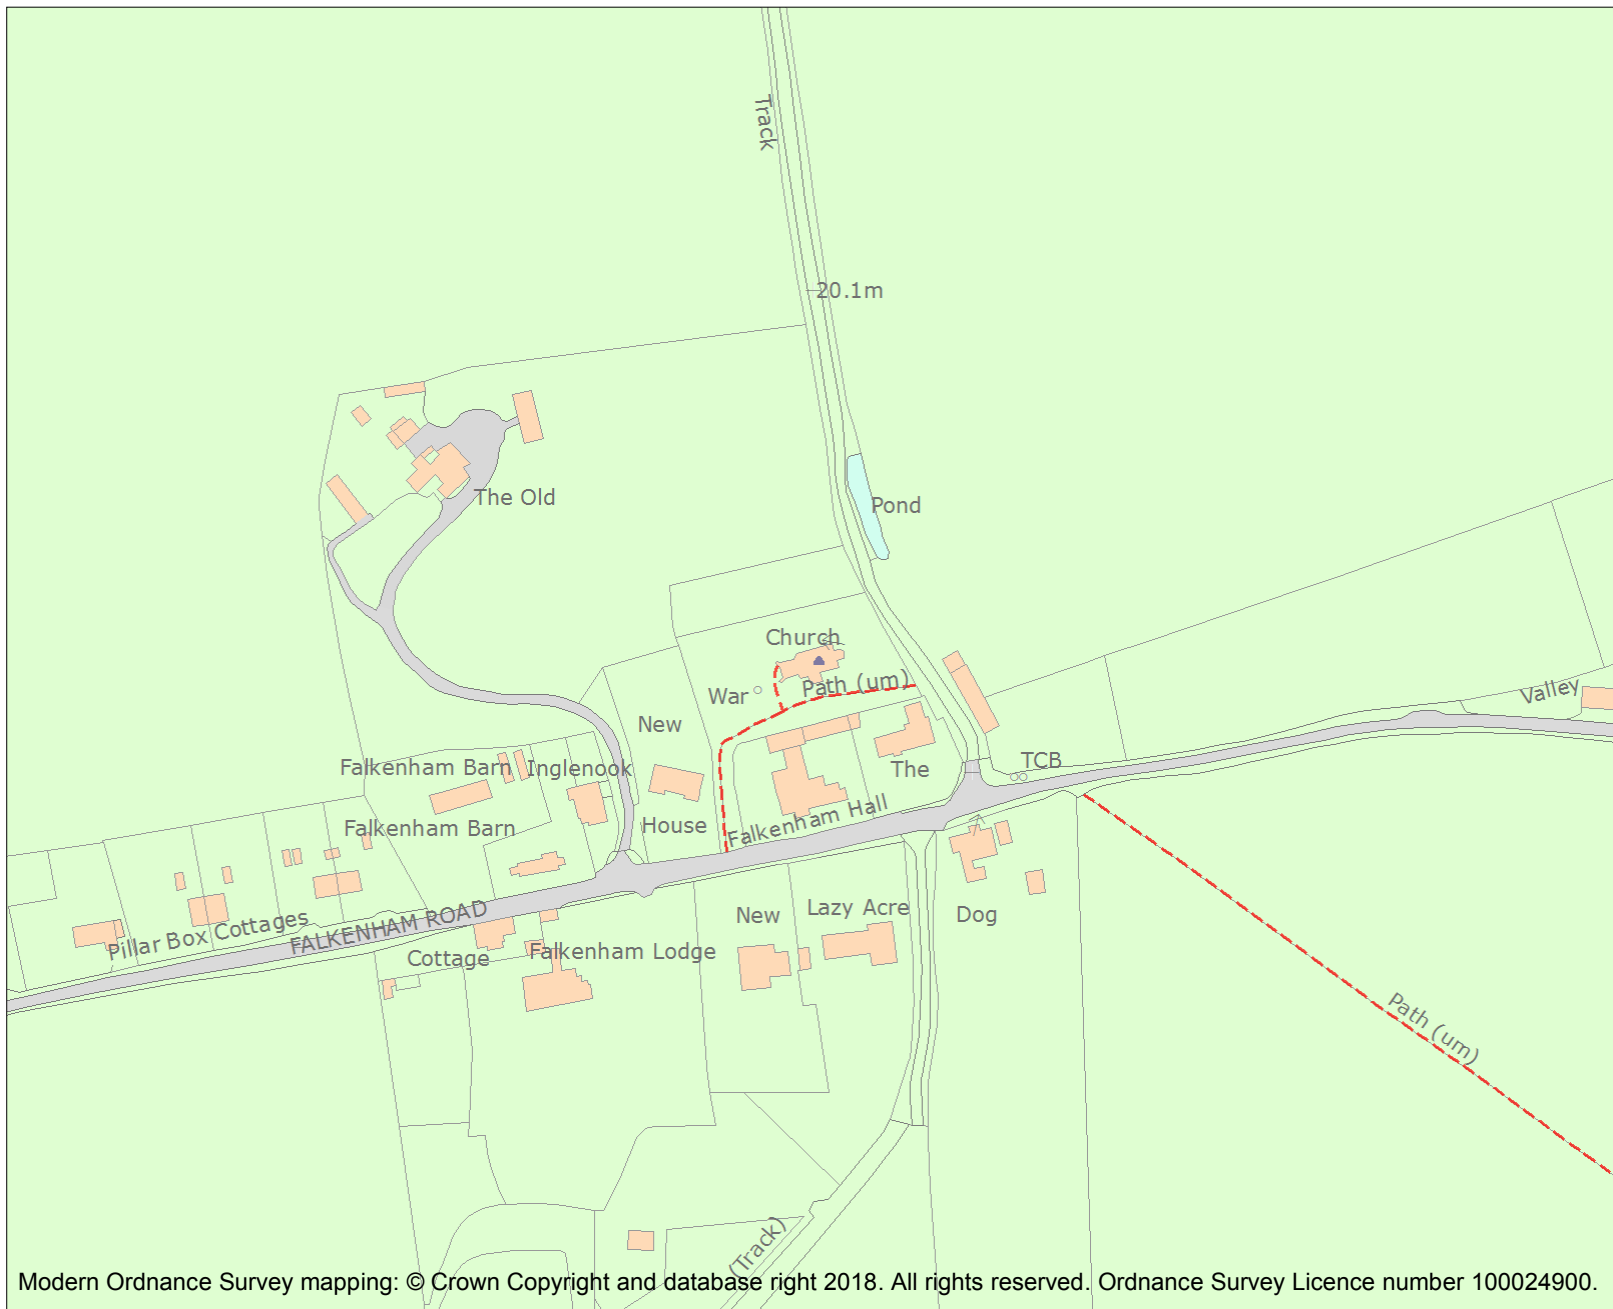 Track
20.1m
The Old
Pond
Church
Path (um)
War
Valley
New
TCB
Falkenham Barn
Inglenook
The
Falkenham Hall
House
Falkenham Barn
Lazy Acre
New
Dog
Pillar Box Cottages
FALKENHAM ROAD
Falkenham Lodge
Cottage
Path (um)
(Track)
Modern Ordnance Survey mapping: © Crown Copyright and database right 2018. All rights reserved. Ordnance Survey Licence number 100024900.